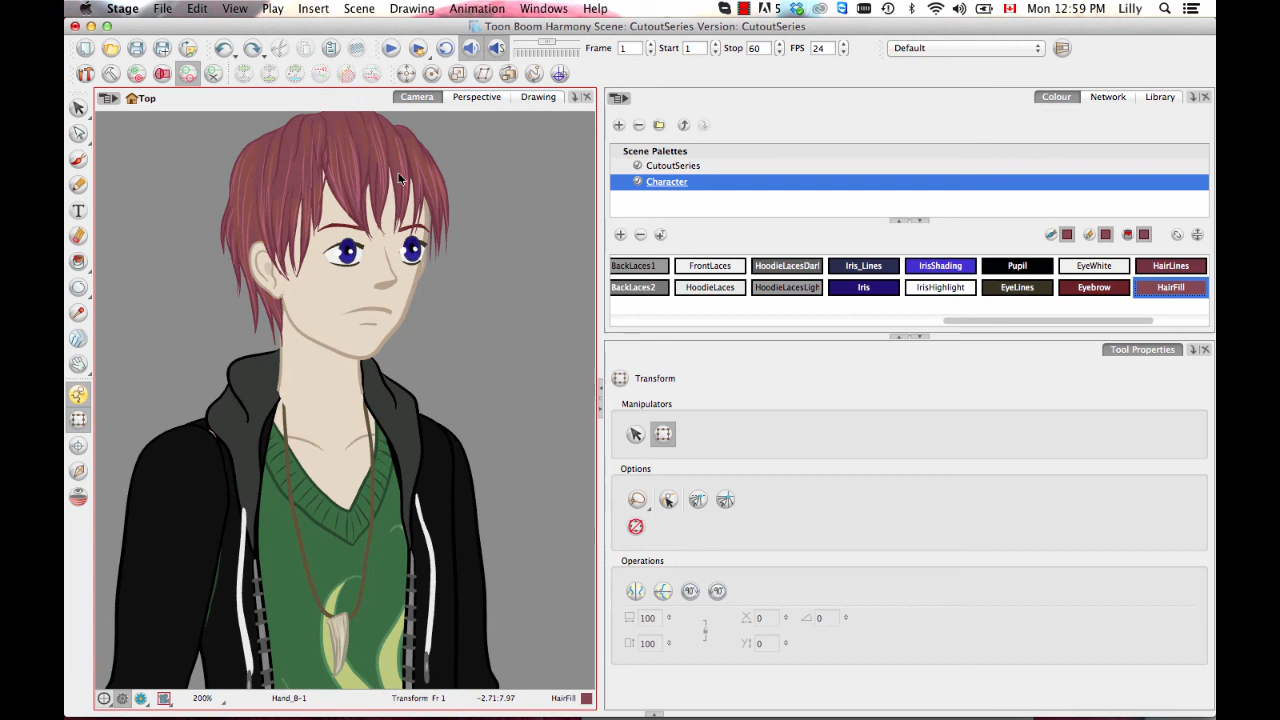 Stage File Edit View Play Insert Scene Drawing Animation Windows Help 5 Mon 12:59 PM Lilly
Toon Boom Harmony Scene: CutoutSeries Version: CutoutSeries
Frame 1 Start 1 Stop 60 FPS 24 Default
Top Camera Perspective Drawing Colour Network Library
Scene Palettes
CutoutSeries
Character
BackLaces1 FrontLaces HoodieLacesDarl Iris_Lines IrisShading Pupil EyeWhite HairLines
BackLaces2 HoodieLaces HoodieLacesLigh Iris IrisHighlight EyeLines Eyebrow HairFill
Tool Properties
Transform
Manipulators
Options
Operations
100 X 0 0
100 Y 0
200% Hand_B-1 Transform Fr 1 -2.71:7.97 HairFill